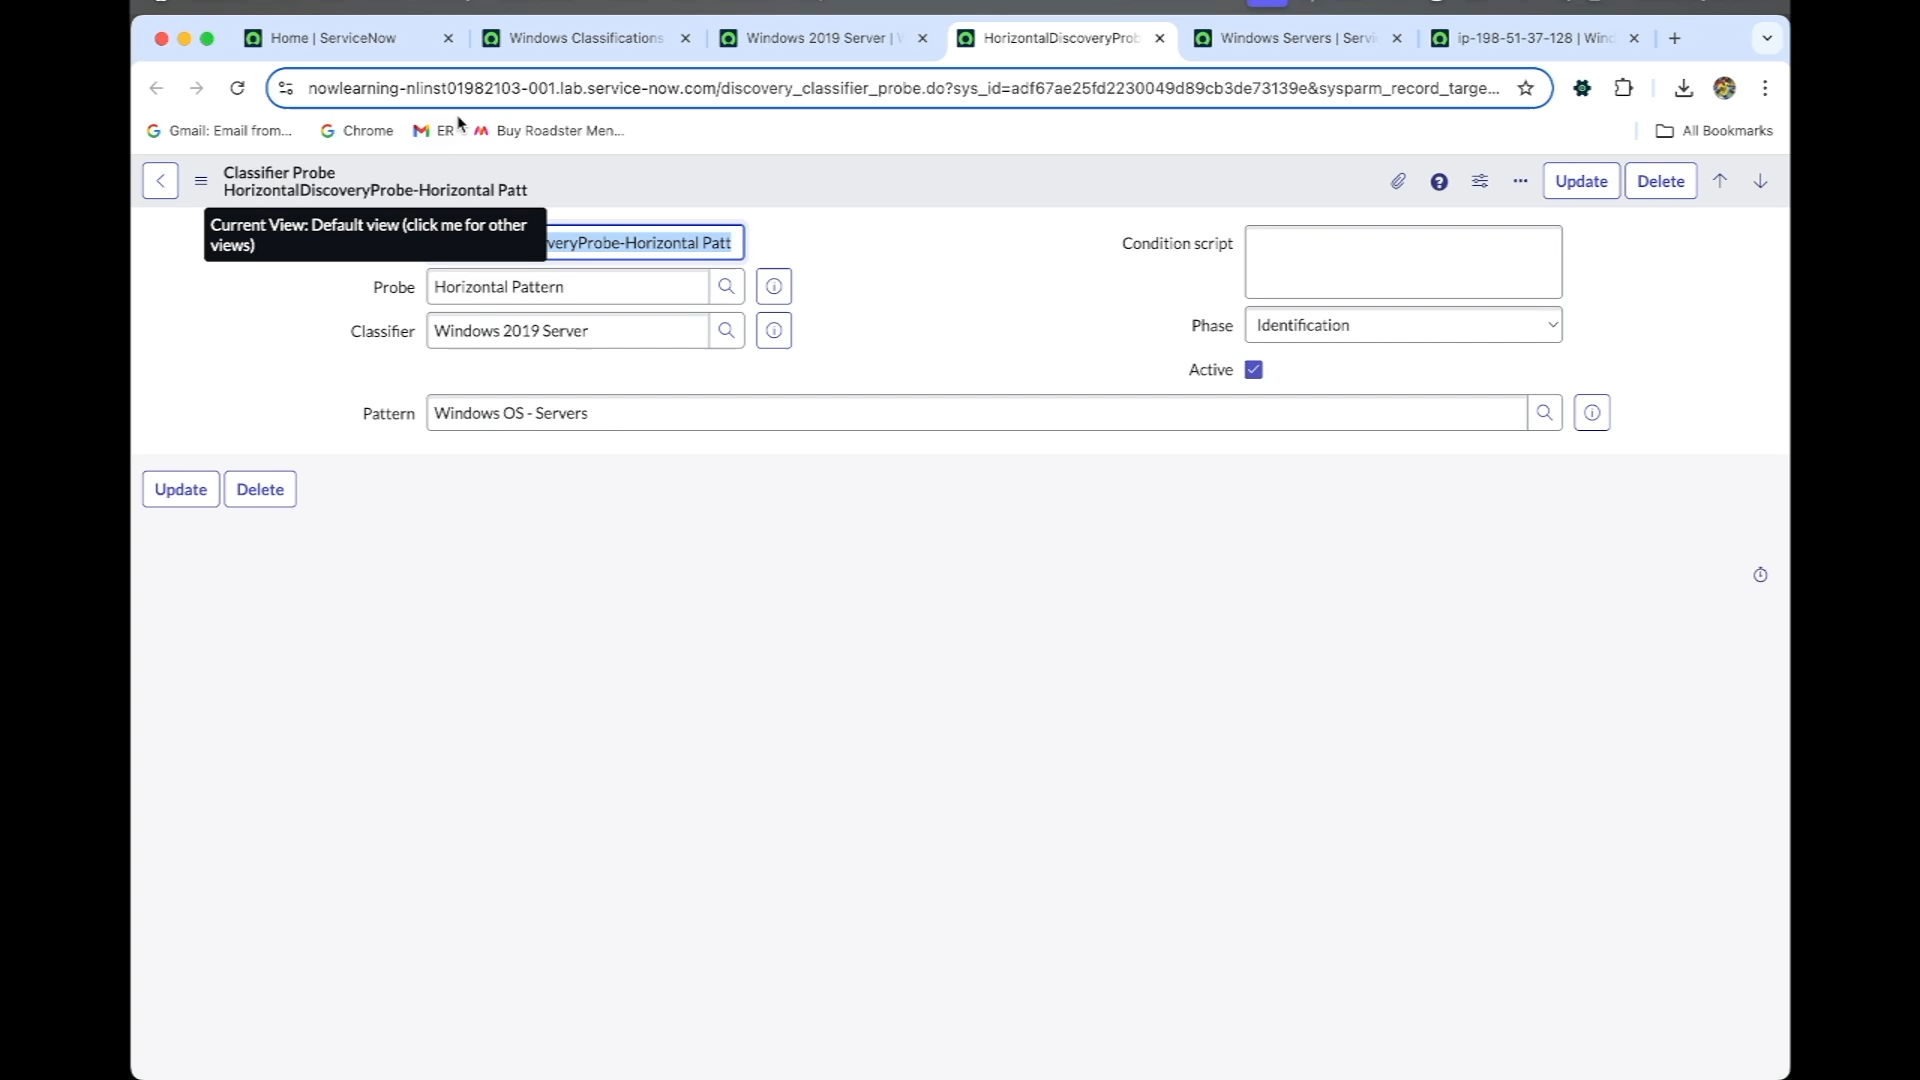 Home | ServiceNow
Windows Classifications
Windows 2019 Server |
HorizontalDiscoveryProb
Windows Servers | Servi
ip-198-51-37-128 | Wind
nowlearning-nlinst01982103-001.lab.service-now.com/discovery_classifier_probe.do?sys_id=adf67ae25fd2230049d89cb3de73139e&sysparm_record_targe...
Gmail: Email from...
Chrome
ER
Buy Roadster Men...
All Bookmarks
Classifier Probe
HorizontalDiscoveryProbe-Horizontal Patt
Update
Delete
Current View: Default view (click me for other
views)
veryProbe-Horizontal Patt
Condition script
Probe
Horizontal Pattern
Classifier
Windows 2019 Server
Phase
Identification
Active
Pattern
Windows OS - Servers
Update
Delete